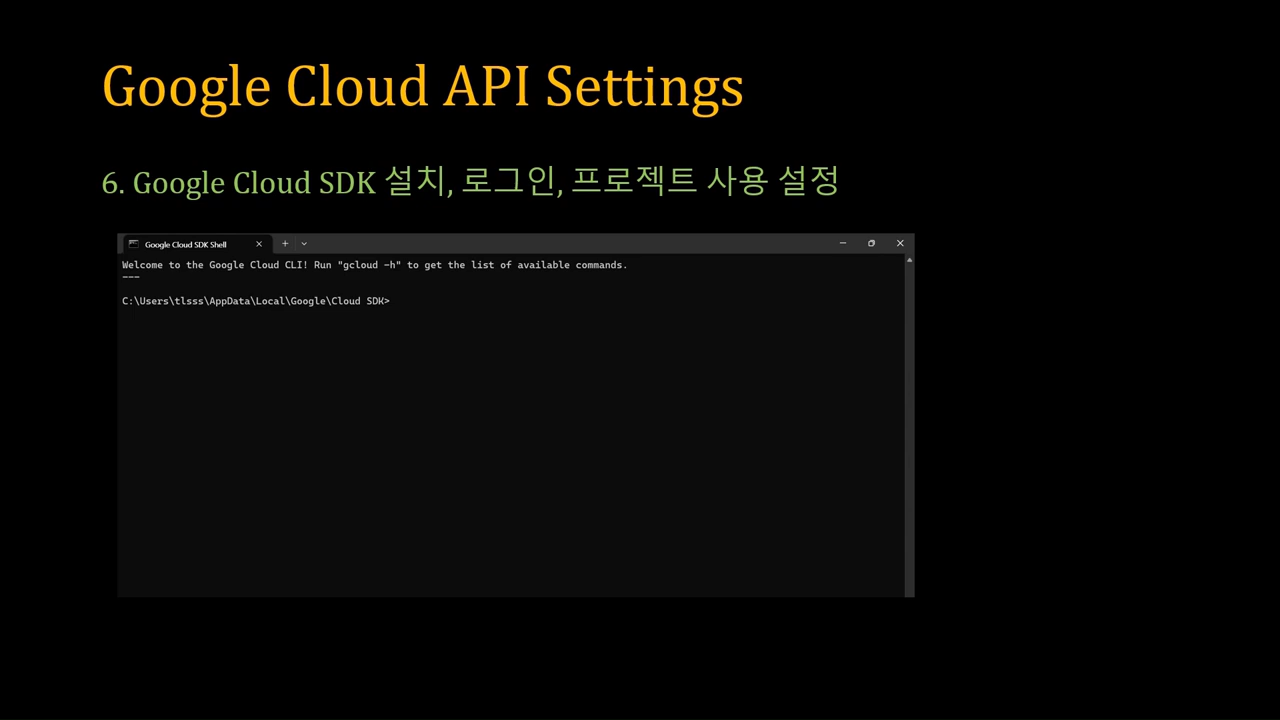 Google Cloud API Settings
6. Google Cloud SDK 설치, 로그인, 프로젝트 사용 설정
Google Cloud SDK Shell
Welcome to the Google Cloud CLI! Run "gcloud -h" to get the list of available commands.
---
C:\Users\tlsss\AppData\Local\Google\Cloud SDK>